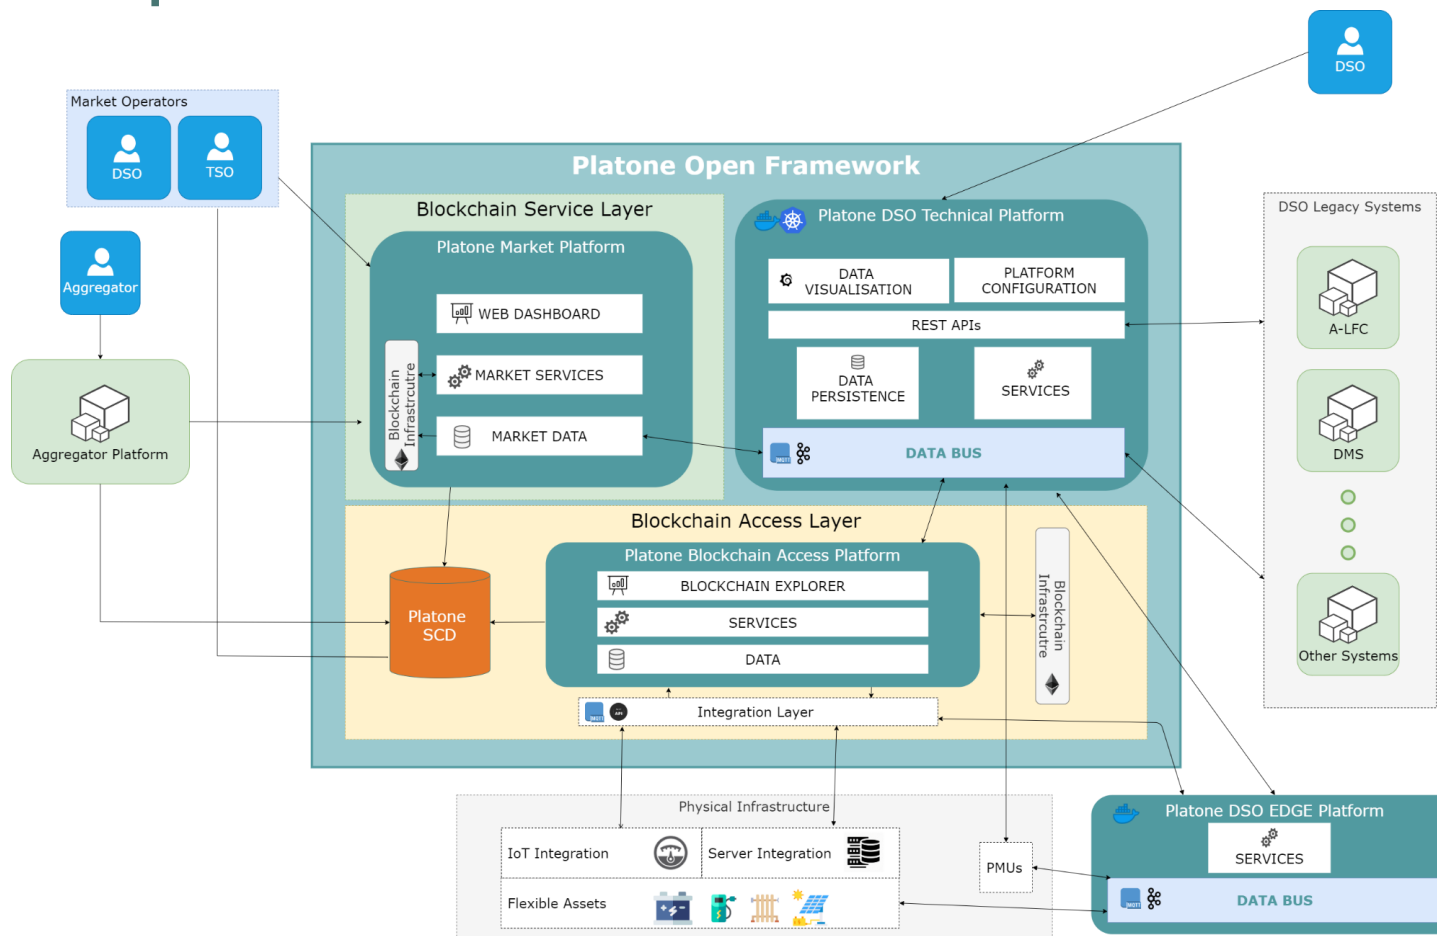 DSO
Market Operators
DSO
TSO
Aggregator
Aggregator Platform
Platone Open Framework
Blockchain Service Layer
Platone Market Platform
WEB DASHBOARD
MARKET SERVICES
MARKET DATA
Blockchain
Infrastrcutre
Platone DSO Technical Platform
DATA
VISUALISATION
PLATFORM
CONFIGURATION
REST APIs
DATA
PERSISTENCE
SERVICES
DATA BUS
DSO Legacy Systems
A-LFC
DMS
Other Systems
Blockchain Access Layer
Platone Blockchain Access Platform
BLOCKCHAIN EXPLORER
SERVICES
DATA
Platone
SCD
Blockchain
Infrastrcutre
Integration Layer
Physical Infrastructure
IoT Integration
Server Integration
Flexible Assets
PMUs
Platone DSO EDGE Platform
SERVICES
DATA BUS